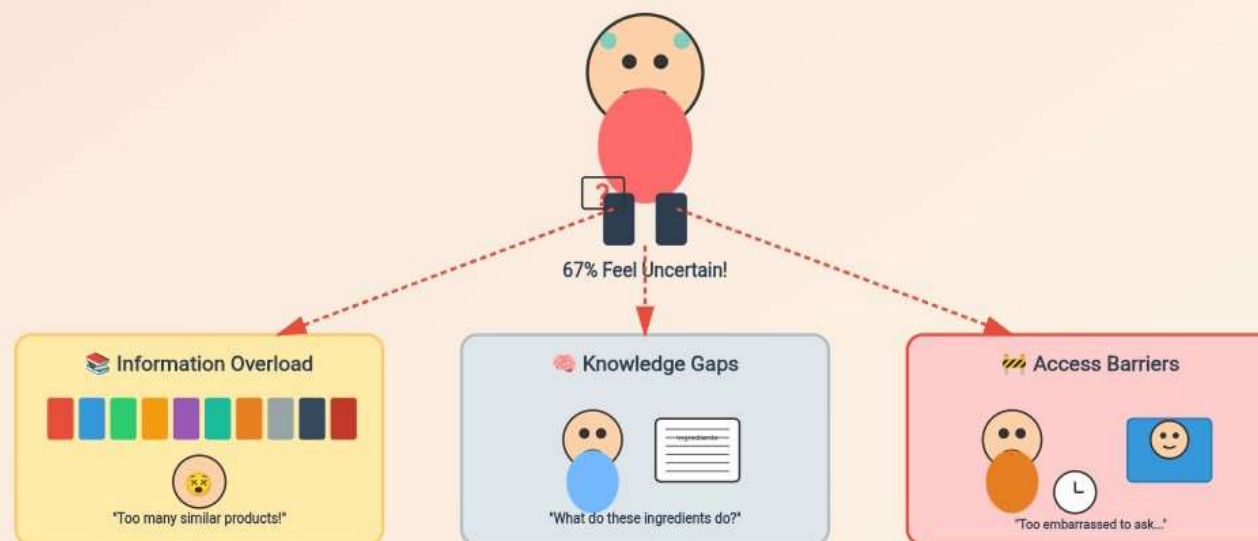 ?
67% Feel Uncertain!
📚 Information Overload
"Too many similar products!"
🧠 Knowledge Gaps
Ingredients
"What do these ingredients do?"
🚧 Access Barriers
"Too embarrassed to ask..."